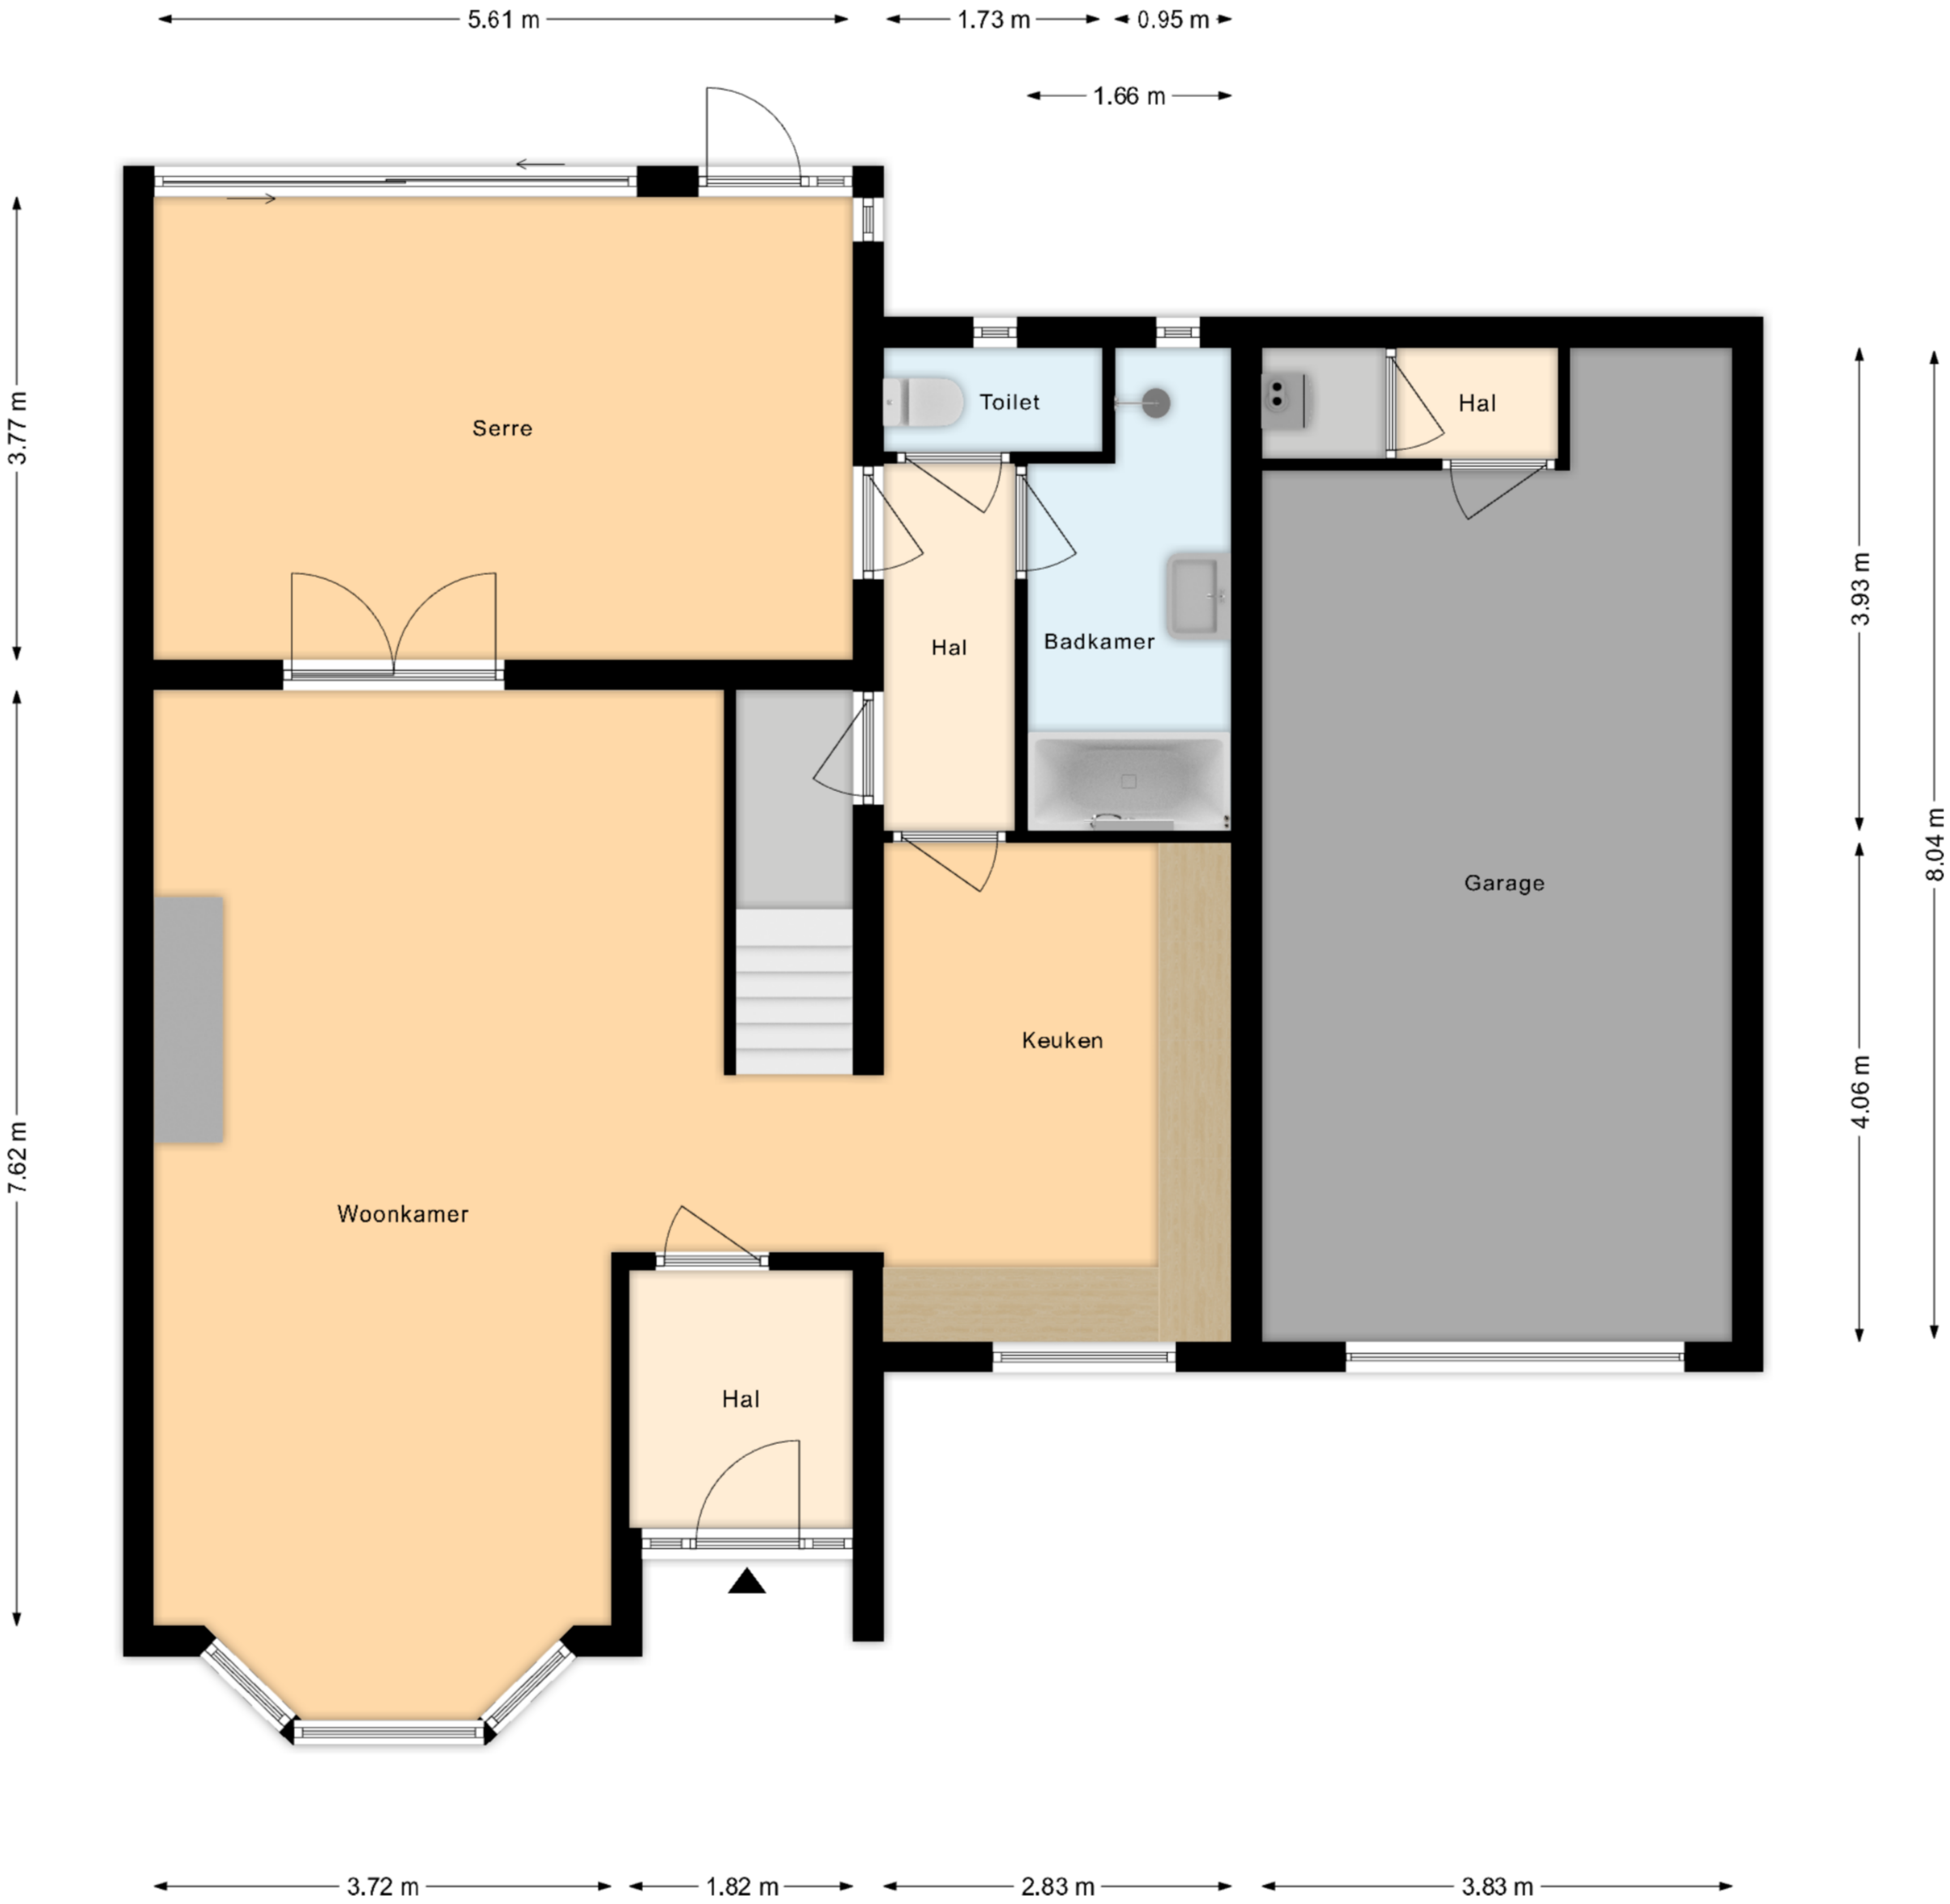 5.61 m
1.73 m
0.95 m
1.66 m
3.77 m
Serre
Toilet
Hal
Hal
Badkamer
3.93 m
8.04 m
Garage
Keuken
4.06 m
7.62 m
Woonkamer
Hal
3.72 m
1.82 m
2.83 m
3.83 m